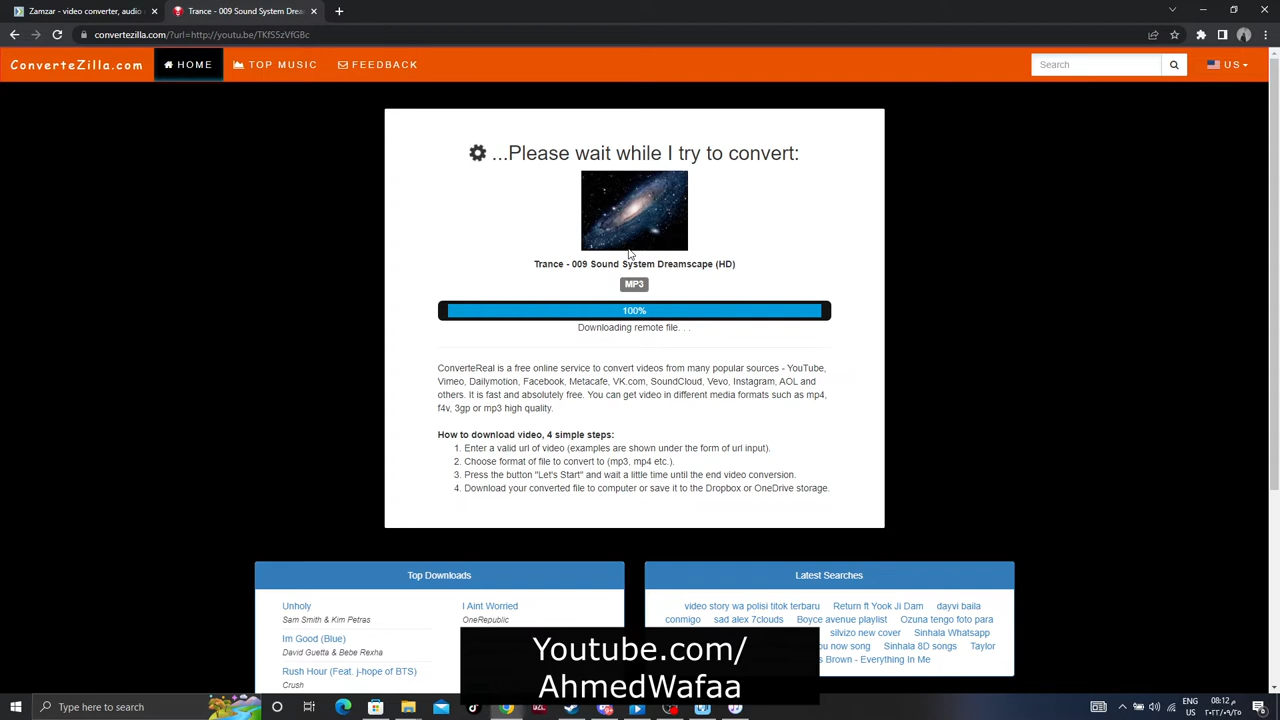 Zamzar - video converter, audio
Trance - 009 Sound System Dream
convertezilla.com/?url=http://youtu.be/TKfS5zVfGBc
ConverteZilla.com
HOME
TOP MUSIC
FEEDBACK
Search
US
...Please wait while I try to convert:
Trance - 009 Sound System Dreamscape (HD)
MP3
100%
Downloading remote file. . .
ConverteReal is a free online service to convert videos from many popular sources - YouTube,
Vimeo, Dailymotion, Facebook, Metacafe, VK.com, SoundCloud, Vevo, Instagram, AOL and
others. It is fast and absolutely free. You can get video in different media formats such as mp4,
f4v, 3gp or mp3 high quality.
How to download video, 4 simple steps:
1. Enter a valid url of video (examples are shown under the form of url input).
2. Choose format of file to convert to (mp3, mp4 etc.).
3. Press the button "Let's Start" and wait a little time until the end video conversion.
4. Download your converted file to computer or save it to the Dropbox or OneDrive storage.
Top Downloads
Unholy
Sam Smith & Kim Petras
Im Good (Blue)
David Guetta & Bebe Rexha
Rush Hour (Feat. j-hope of BTS)
Crush
I Aint Worried
OneRepublic
Latest Searches
video story wa polisi titok terbaru Return ft Yook Ji Dam dayvi baila
conmigo sad alex 7clouds Boyce avenue playlist Ozuna tengo foto para
silvizo new cover Sinhala Whatsapp
now song Sinhala 8D songs Taylor
Brown - Everything In Me
Youtube.com/
AhmedWafaa
Type here to search
ENG
US